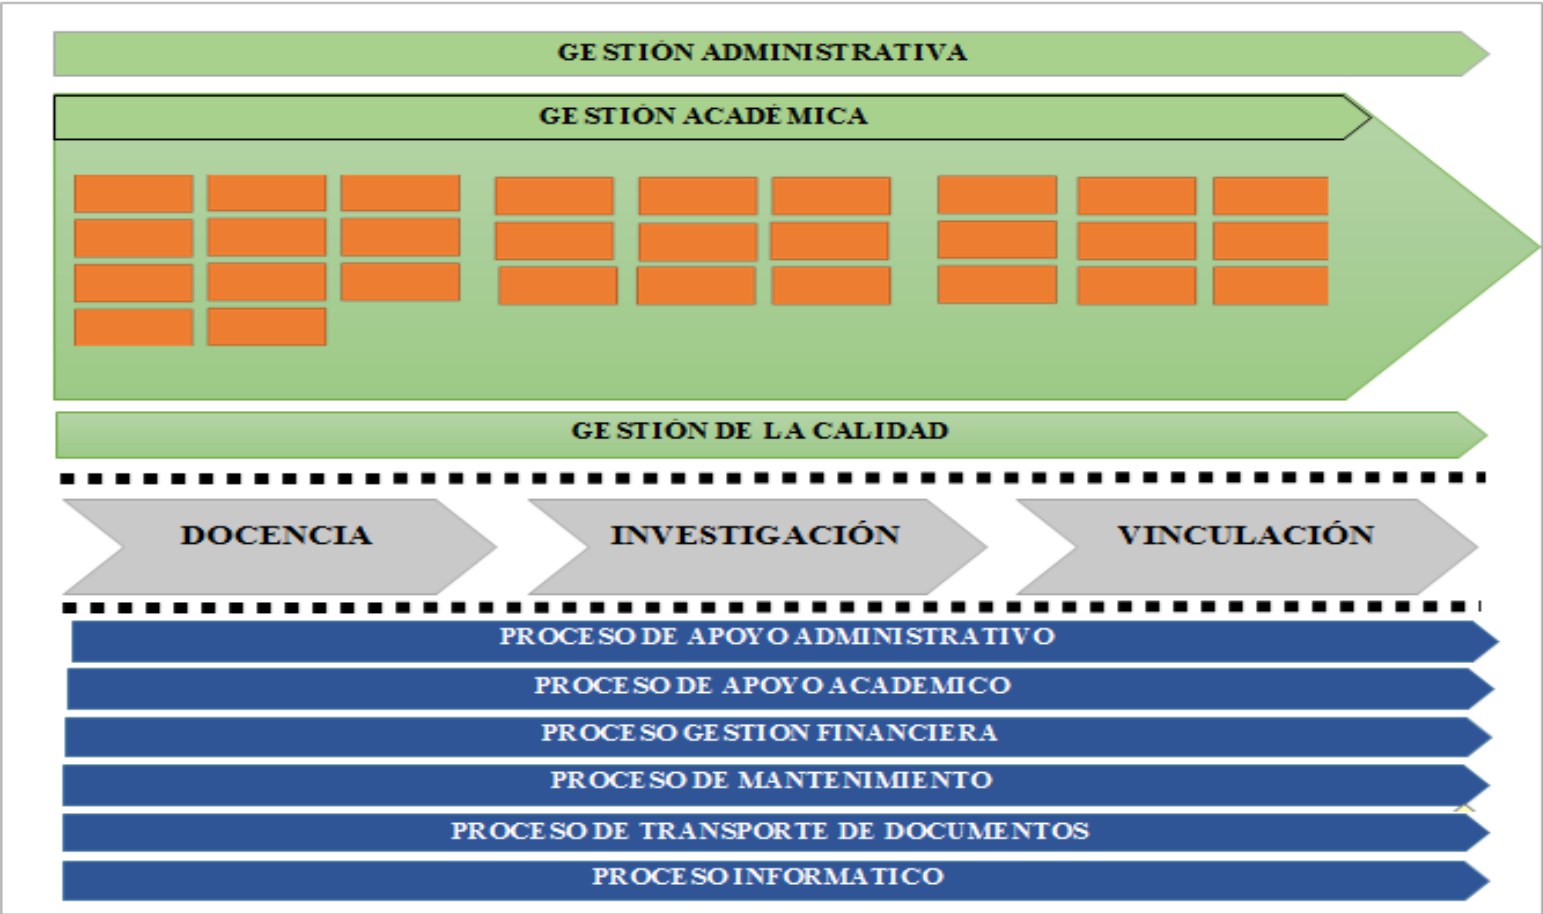 GESTIÓN ADMINISTRATIVA
GESTIÓN ACADÉMICA
GESTIÓN DE LA CALIDAD
DOCENCIA
INVESTIGACIÓN
VINCULACIÓN
PROCESO DE APOYO ADMINISTRATIVO
PROCESO DE APOYO ACADEMICO
PROCESO GESTION FINANCIERA
PROCESO DE MANTENIMIENTO
PROCESO DE TRANSPORTE DE DOCUMENTOS
PROCESO INFORMATICO